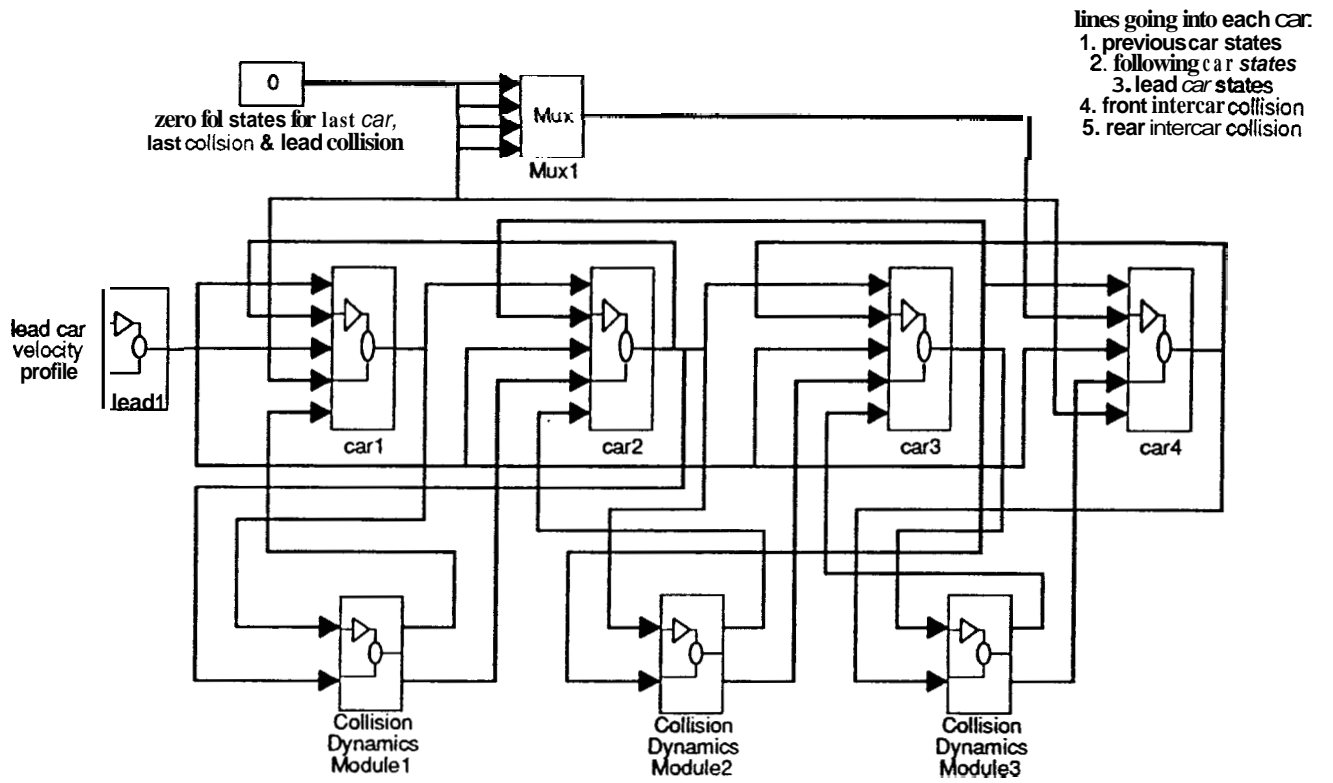 lines going into each car:
1. previous car states
2. following car states
3. lead car states
4. front intercar collision
5. rear intercar collision
0
zero fol states for last car,
last collsion & lead collision
Mux
Mux1
lead car
velocity
profile
lead1
car1
car2
car3
car4
Collision
Dynamics
Module1
Collision
Dynamics
Module2
Collision
Dynamics
Module3